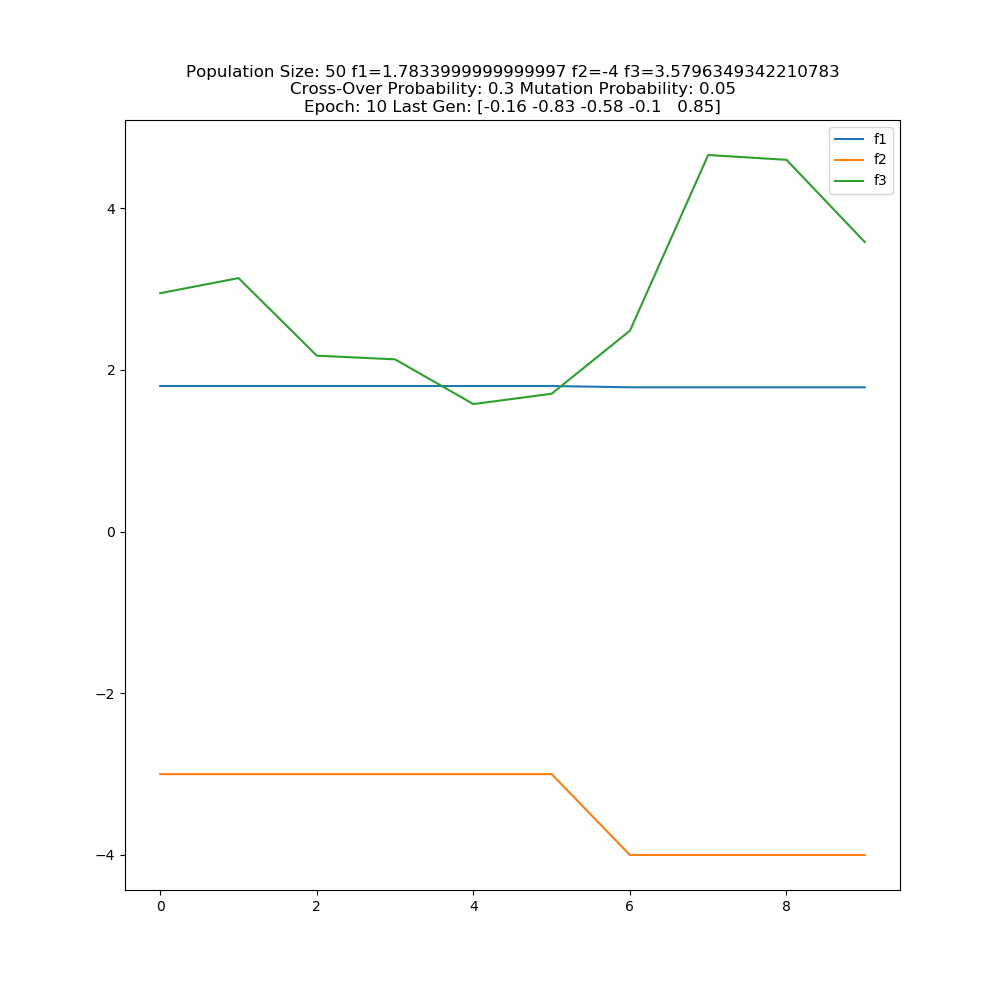 Population Size: 50 f1=1.7833999999999997 f2=-4 f3=3.5796349342210783
Cross-Over Probability: 0.3 Mutation Probability: 0.05
Epoch: 10 Last Gen: [-0.16 -0.83 -0.58 -0.1   0.85]
f1
f2
f3
4
2
0
−2
−4
0 2 4 6 8